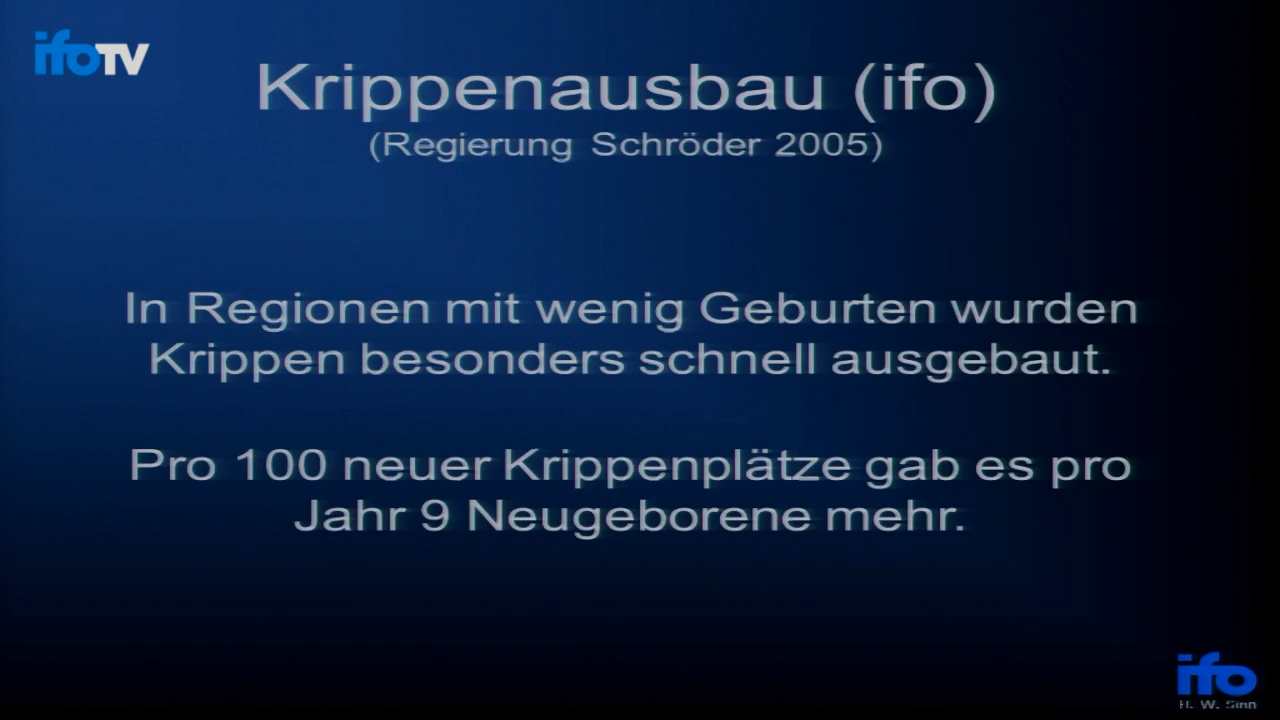 ifoTV
Krippenausbau (ifo)
(Regierung Schröder 2005)
In Regionen mit wenig Geburten wurden
Krippen besonders schnell ausgebaut.
Pro 100 neuer Krippenplätze gab es pro
Jahr 9 Neugeborene mehr.
ifo
H. W. Sinn